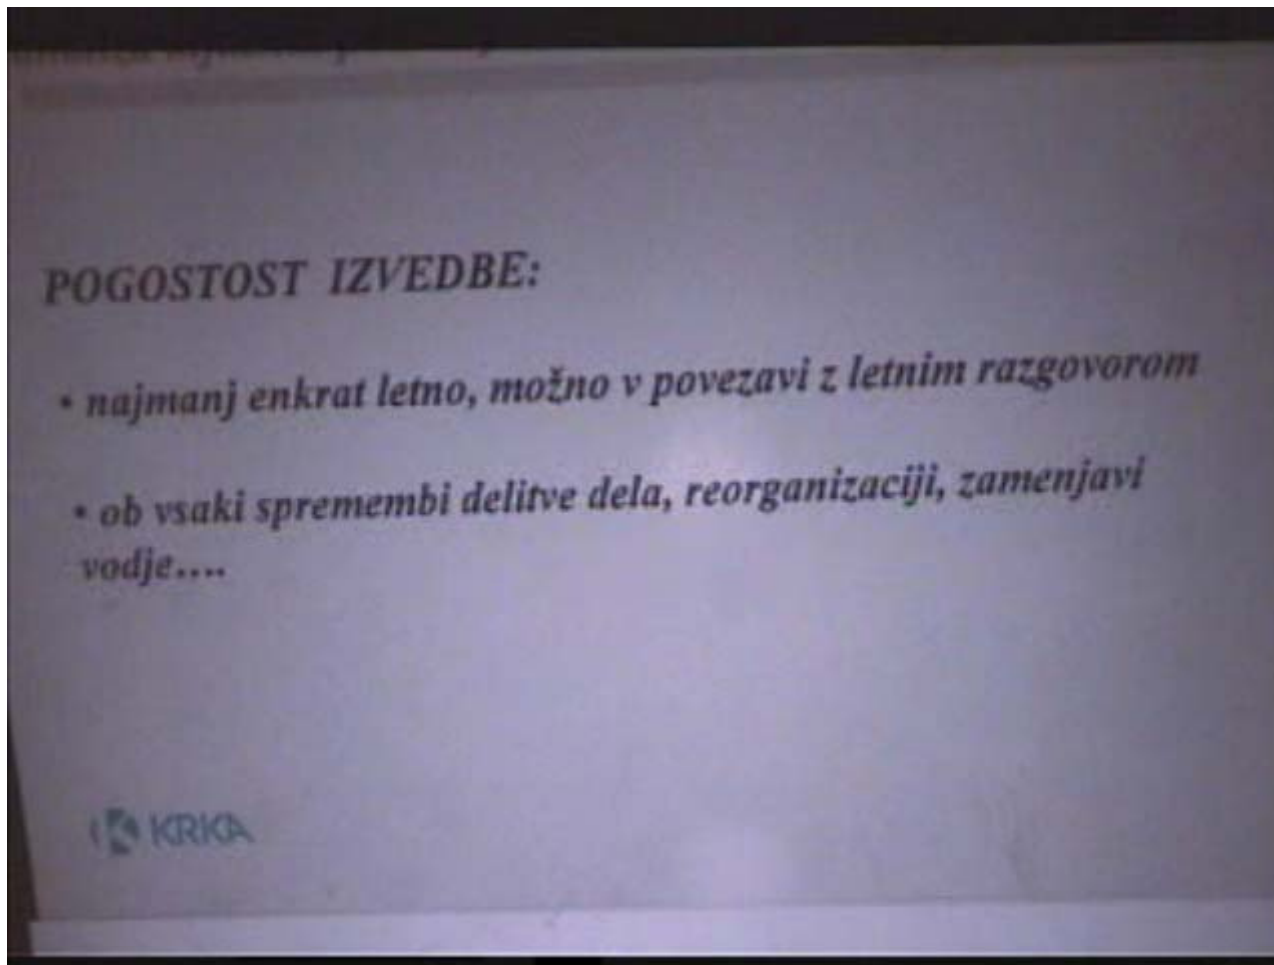 POGOSTOST IZVEDBE:
• najmanj enkrat letno, možno v povezavi z letnim razgovorom
• ob vsaki spremembi delitve dela, reorganizaciji, zamenjavi
vodje....
KRKA